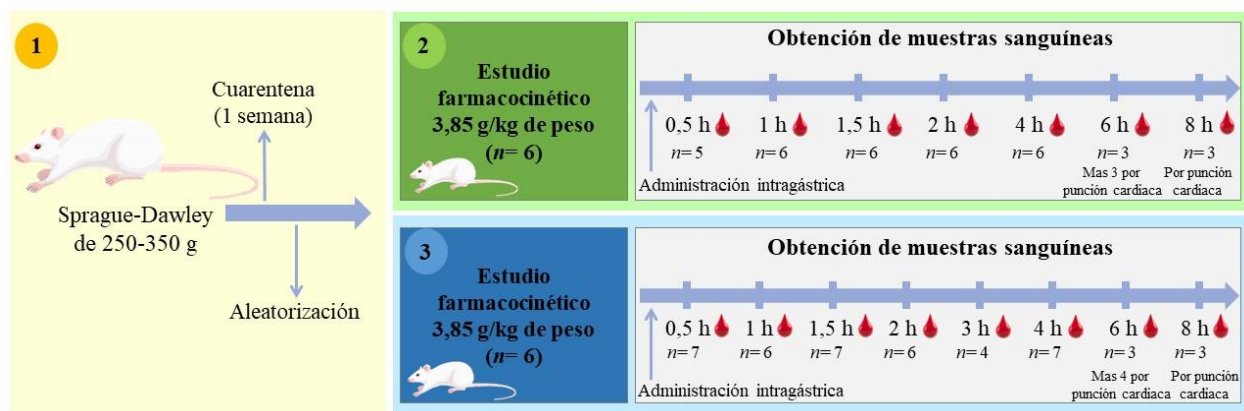 1
Cuarentena
(1 semana)
Sprague-Dawley
de 250-350 g
Aleatorización
2
Estudio
farmacocinético
3,85 g/kg de peso
(n= 6)
Obtención de muestras sanguíneas
0,5 h 1 h 1,5 h 2 h 4 h 6 h 8 h
n= 5 n= 6 n= 6 n= 6 n= 6 n= 3 n= 3
Mas 3 por Por punción
punción cardiaca cardiaca
Administración intragástrica
3
Estudio
farmacocinético
3,85 g/kg de peso
(n= 6)
Obtención de muestras sanguíneas
0,5 h 1 h 1,5 h 2 h 3 h 4 h 6 h 8 h
n= 7 n= 6 n= 7 n= 6 n= 4 n= 7 n= 3 n= 3
Mas 4 por Por punción
punción cardiaca cardiaca
Administración intragástrica